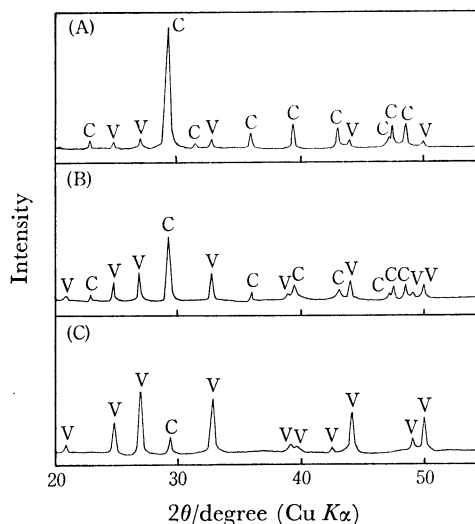 Intensity
(A)
C
C V V C V C C C V C C C V
(B)
V C V V C V C V C C V C C C V V
(C)
V V V C V V V V V V V
20 30 40 50
2θ/degree (Cu Kα)